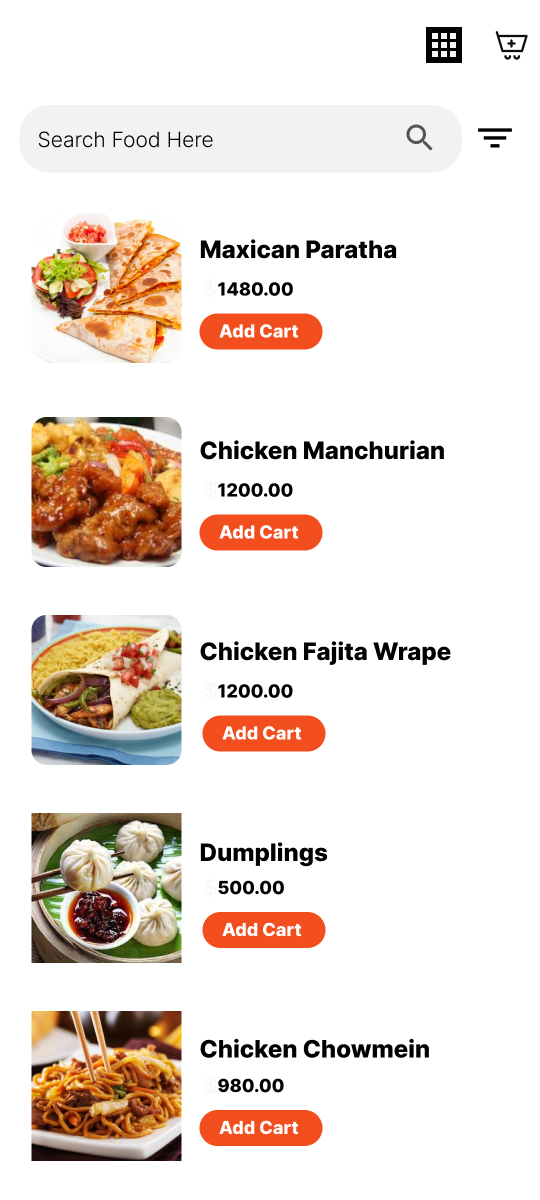 Search Food Here
Maxican Paratha
$ 1480.00
Add Cart
Chicken Manchurian
$ 1200.00
Add Cart
Chicken Fajita Wrape
$ 1200.00
Add Cart
Dumplings
$ 500.00
Add Cart
Chicken Chowmein
$ 980.00
Add Cart